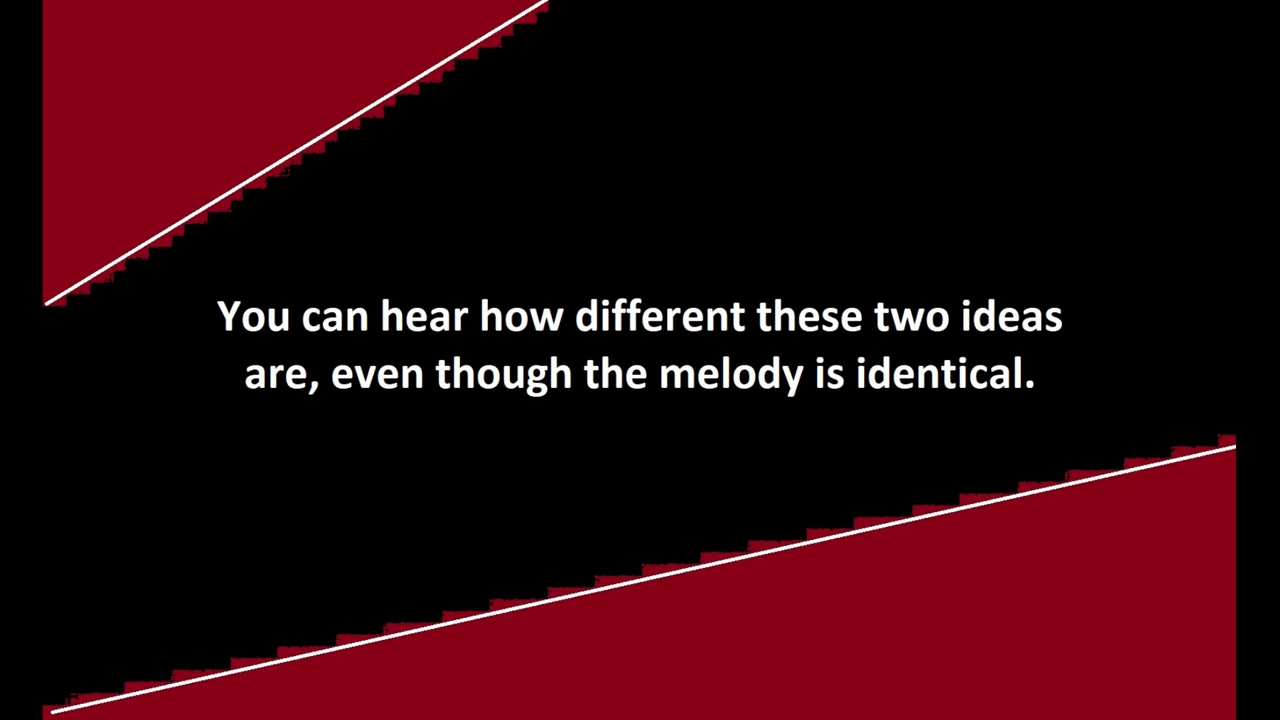 You can hear how different these two ideas
are, even though the melody is identical.